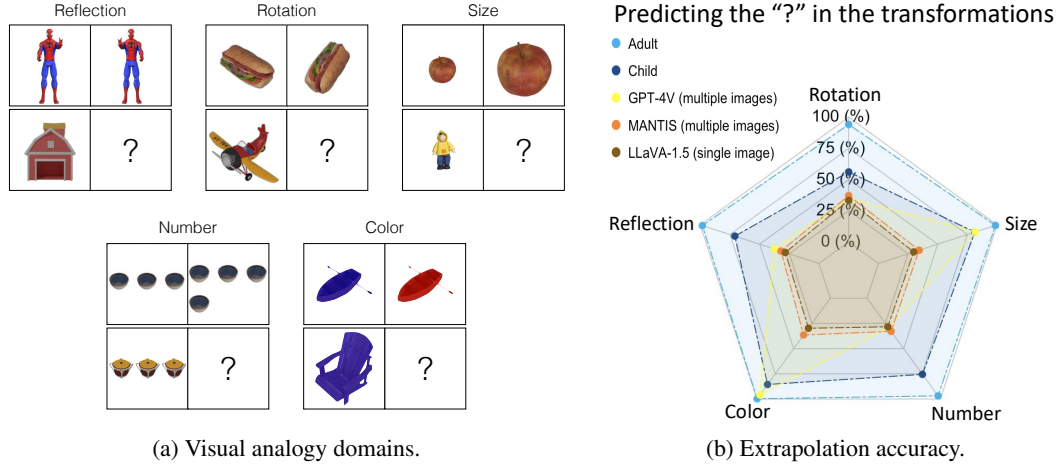 Reflection
Rotation
Size
?
?
?
Number
Color
?
?
(a) Visual analogy domains.
Predicting the “?” in the transformations
Adult
Child
GPT-4V (multiple images)
MANTIS (multiple images)
LLaVA-1.5 (single image)
Rotation
100 (%)
75 (%)
50 (%)
25 (%)
0 (%)
Reflection
Size
Color
Number
(b) Extrapolation accuracy.